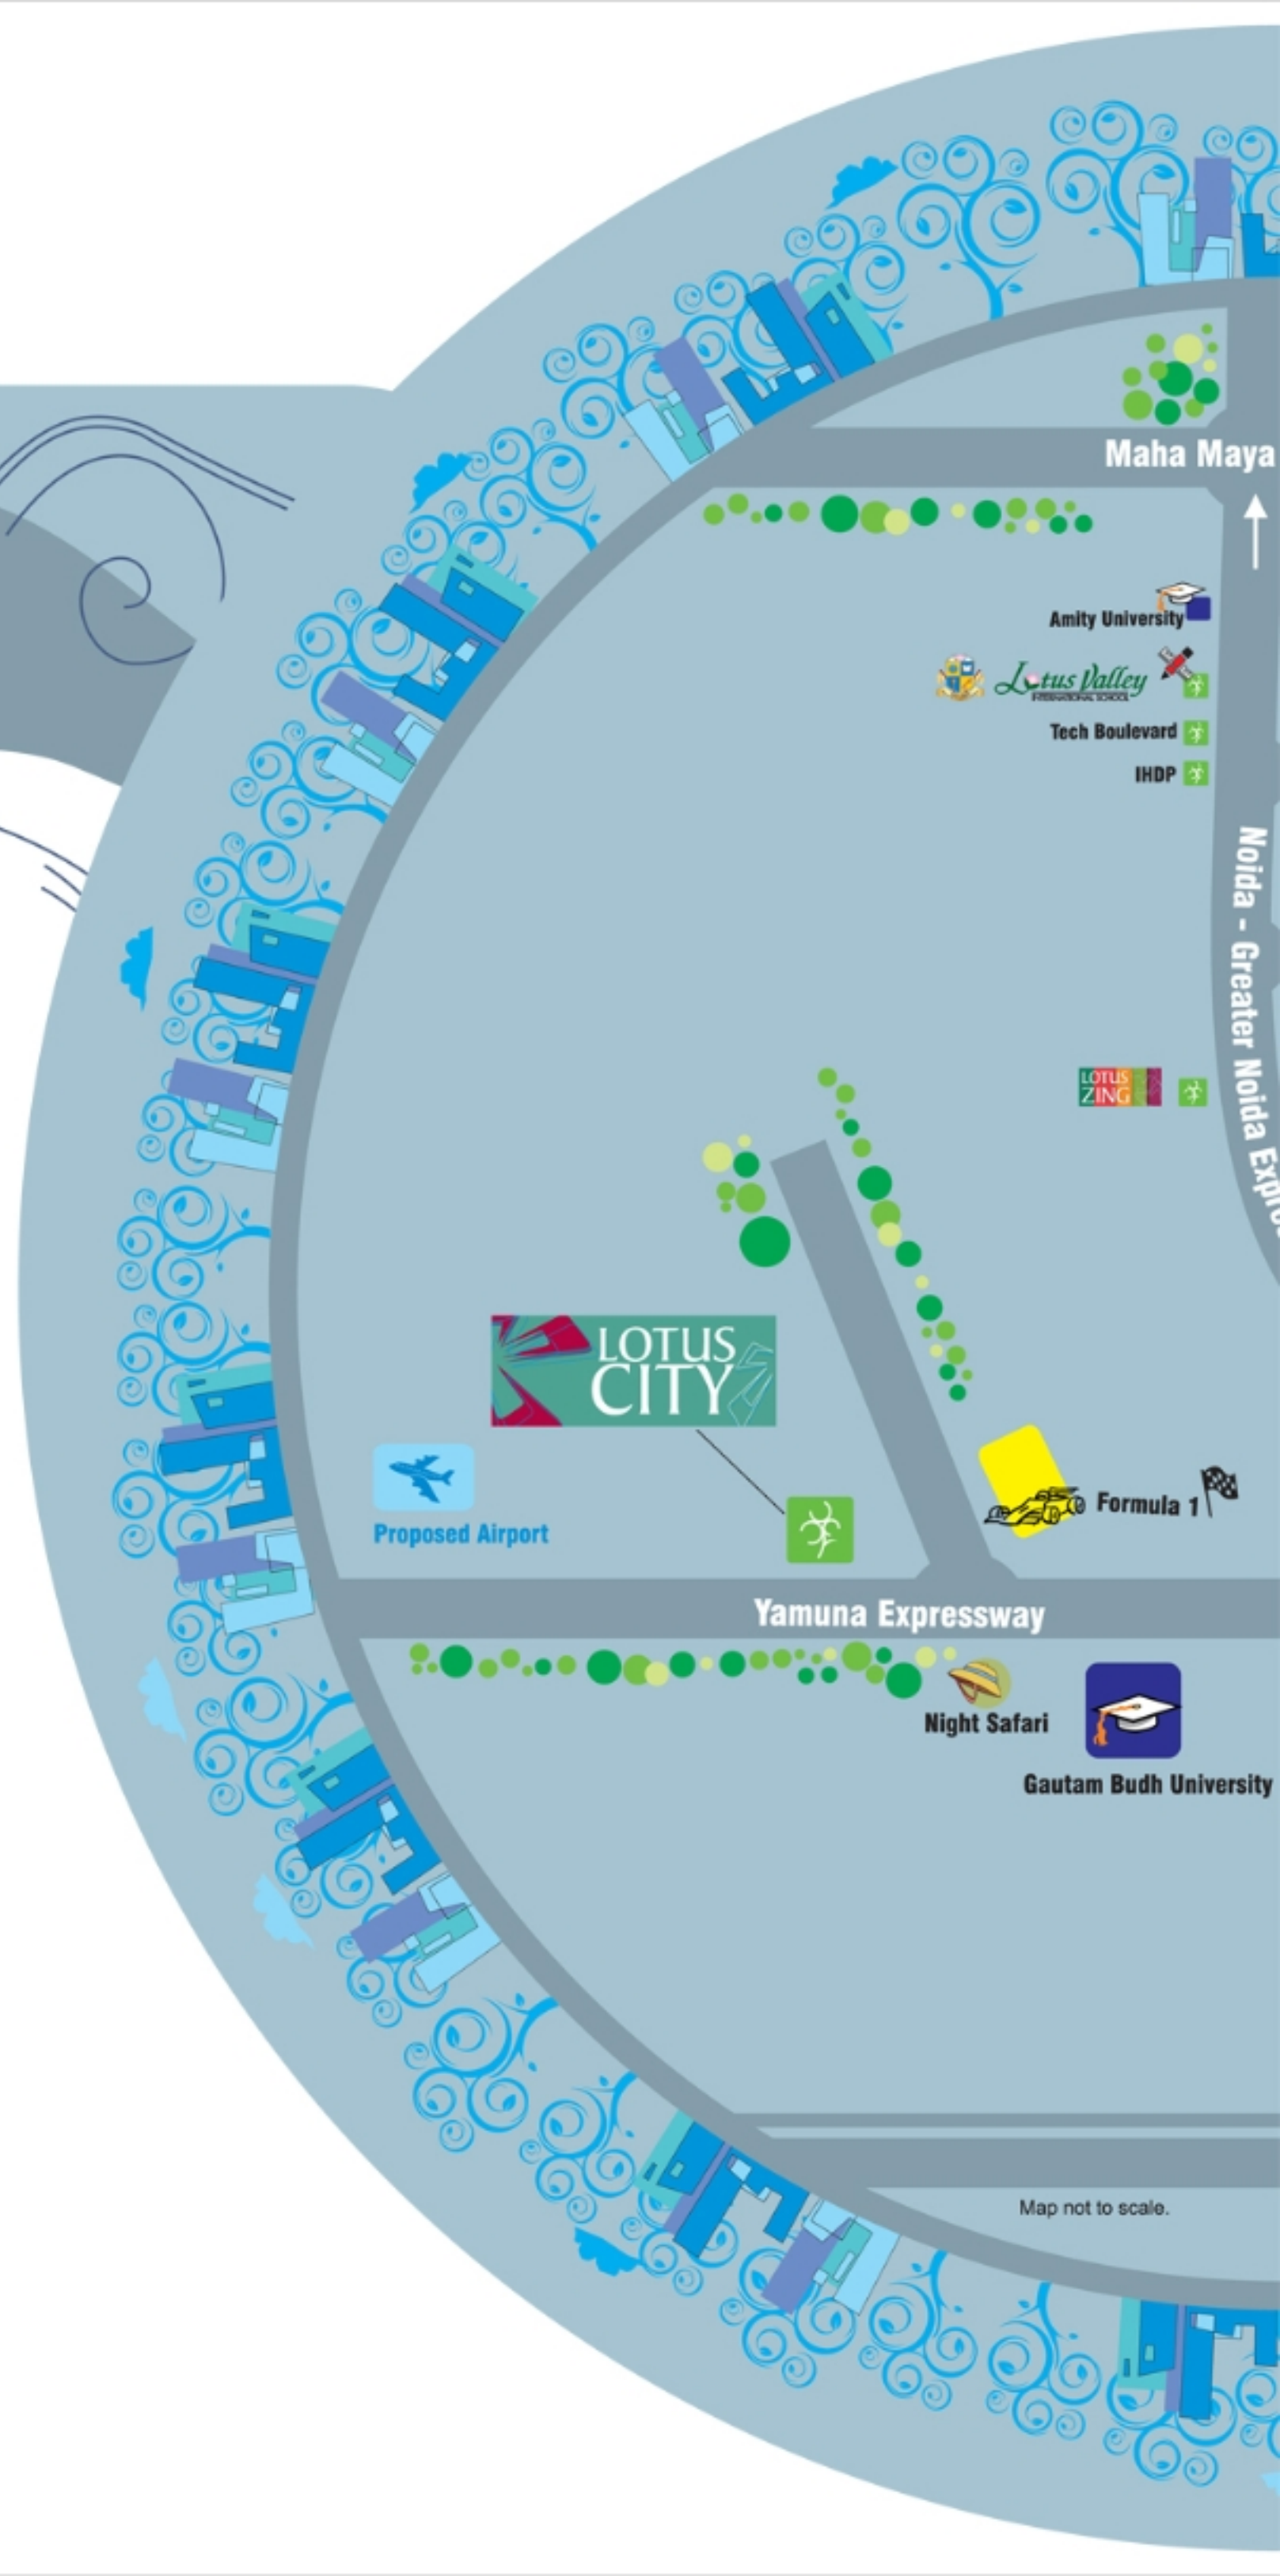 Maha Maya
Amity University
Lotus Valley
INTERNATIONAL SCHOOL
Tech Boulevard
IHDP
Noida - Greater Noida
LOTUS
ZING
LOTUS
CITY
Proposed Airport
Formula 1
Yamuna Expressway
Night Safari
Gautam Budh University
Map not to scale.